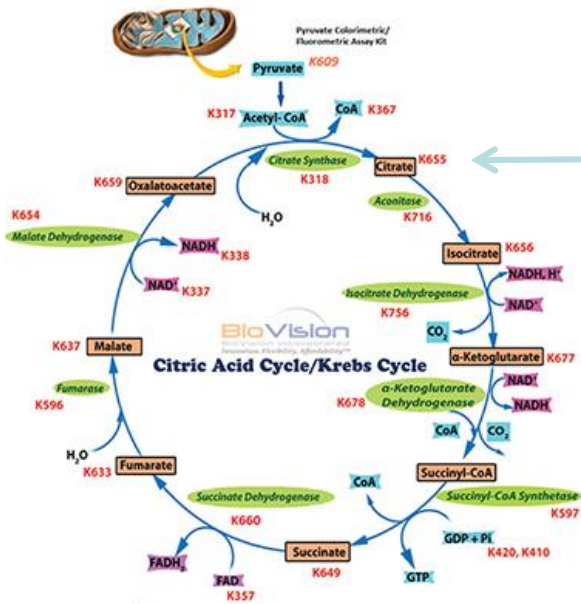 Pyruvate Colorimetric/
Fluorometric Assay Kit
Pyruvate
K609
K317
Acetyl- CoA
CoA
K367
Citrate Synthase
K318
Citrate
K655
K659
Oxalatoacetate
H₂O
Aconitase
K716
K654
Malate Dehydrogenase
NADH
K338
NAD⁺
K337
Isocitrate
K656
NADH, H⁺
Isocitrate Dehydrogenase
K756
NAD⁺
CO₂
BioVision
K637
Malate
Citric Acid Cycle/Krebs Cycle
α-Ketoglutarate
K677
Fumarase
K596
K678
α-Ketoglutarate
Dehydrogenase
NAD⁺
NADH
CoA
CO₂
H₂O
K633
Fumarate
Succinyl-CoA
Succinate Dehydrogenase
K660
CoA
Succinyl-CoA Synthetase
K597
GDP + Pi
K420, K410
FADH₂
FAD
K357
Succinate
K649
GTP